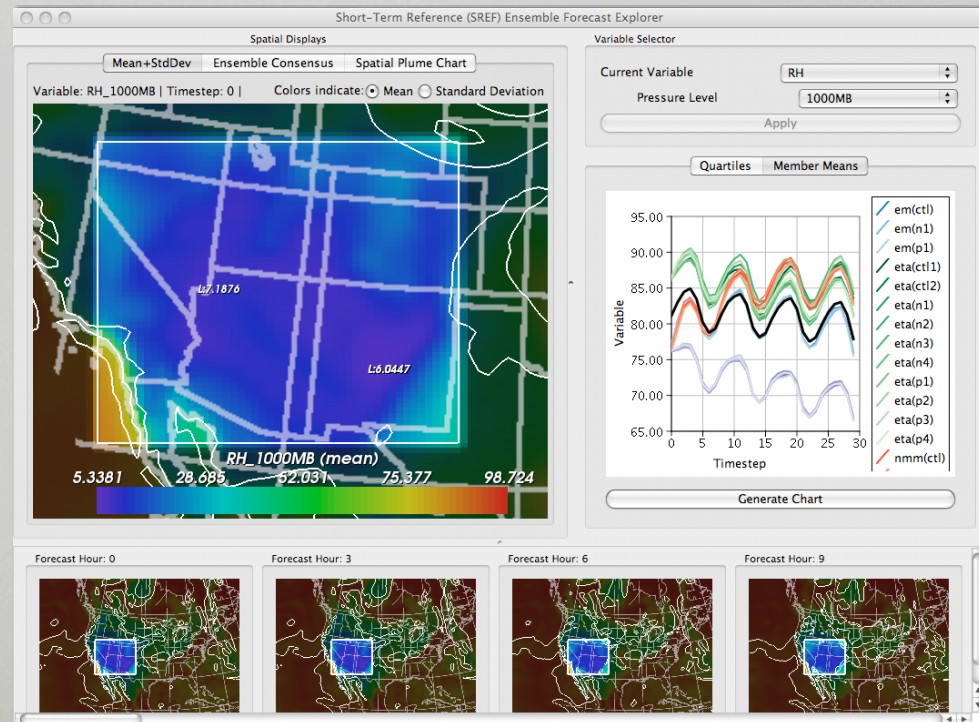 Short-Term Reference (SREF) Ensemble Forecast Explorer
Spatial Displays
Mean+StdDev Ensemble Consensus Spatial Plume Chart
Variable: RH_1000MB | Timestep: 0 | Colors indicate: Mean Standard Deviation
L:7.1876
L:6.0447
RH_1000MB (mean)
5.3381 28.685 52.031 75.377 98.724
Variable Selector
Current Variable RH
Pressure Level 1000MB
Apply
Quartiles Member Means
95.00
90.00
85.00
80.00
75.00
70.00
65.00
Variable
0 5 10 15 20 25 30
Timestep
em(ctl)
em(n1)
em(p1)
eta(ctl1)
eta(ctl2)
eta(n1)
eta(n2)
eta(n3)
eta(n4)
eta(p1)
eta(p2)
eta(p3)
eta(p4)
nmm(ctl)
Generate Chart
Forecast Hour: 0
Forecast Hour: 3
Forecast Hour: 6
Forecast Hour: 9